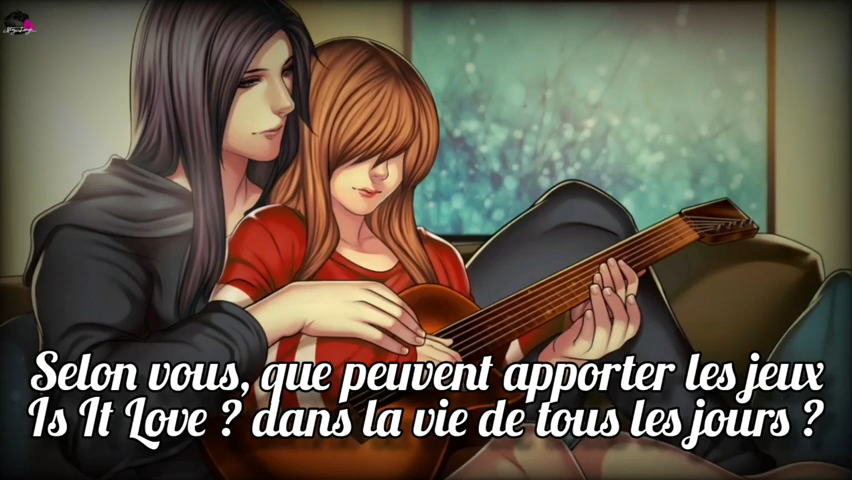 Selon vous, que peuvent apporter les jeux
Is It Love ? dans la vie de tous les jours ?